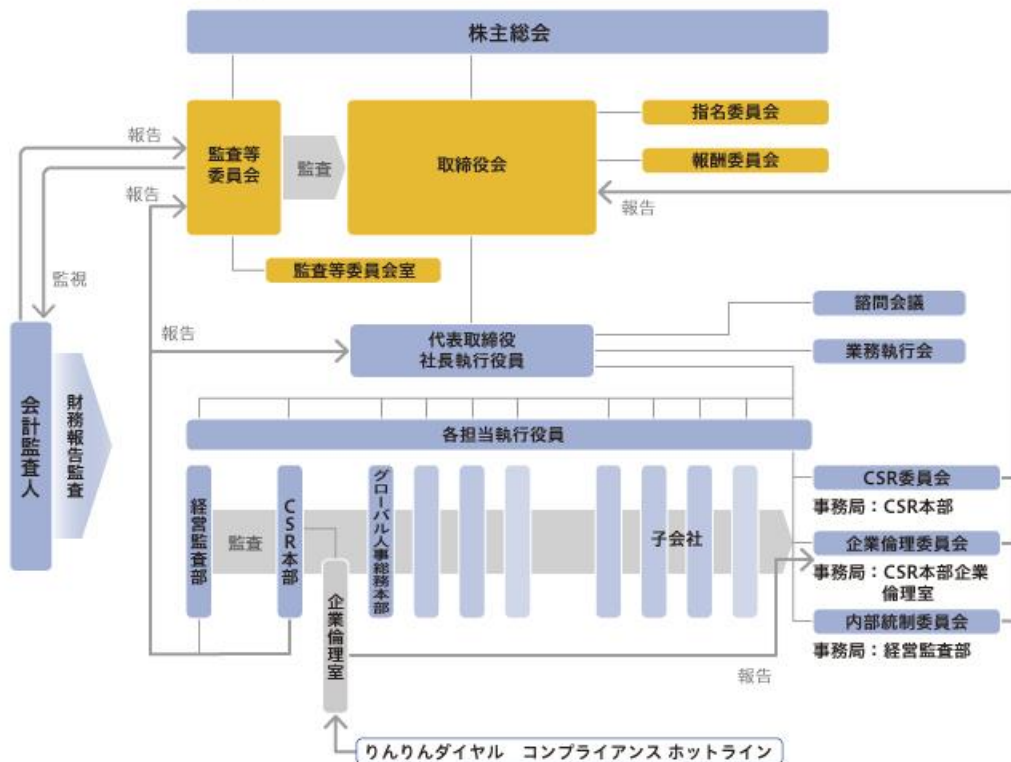 株主総会
指名委員会
報告
監査等
委員会
監査
取締役会
報酬委員会
報告
報告
監査等委員会室
監視
諮問会議
報告
代表取締役
社長執行役員
業務執行会
会計監査人
財務報告監査
各担当執行役員
経営監査部
監査
CSR本部
グローバル人事総務本部
子会社
CSR委員会
事務局：CSR本部
企業倫理委員会
事務局：CSR本部企業
倫理室
企業倫理室
内部統制委員会
事務局：経営監査部
報告
りんりんダイヤル　コンプライアンス ホットライン